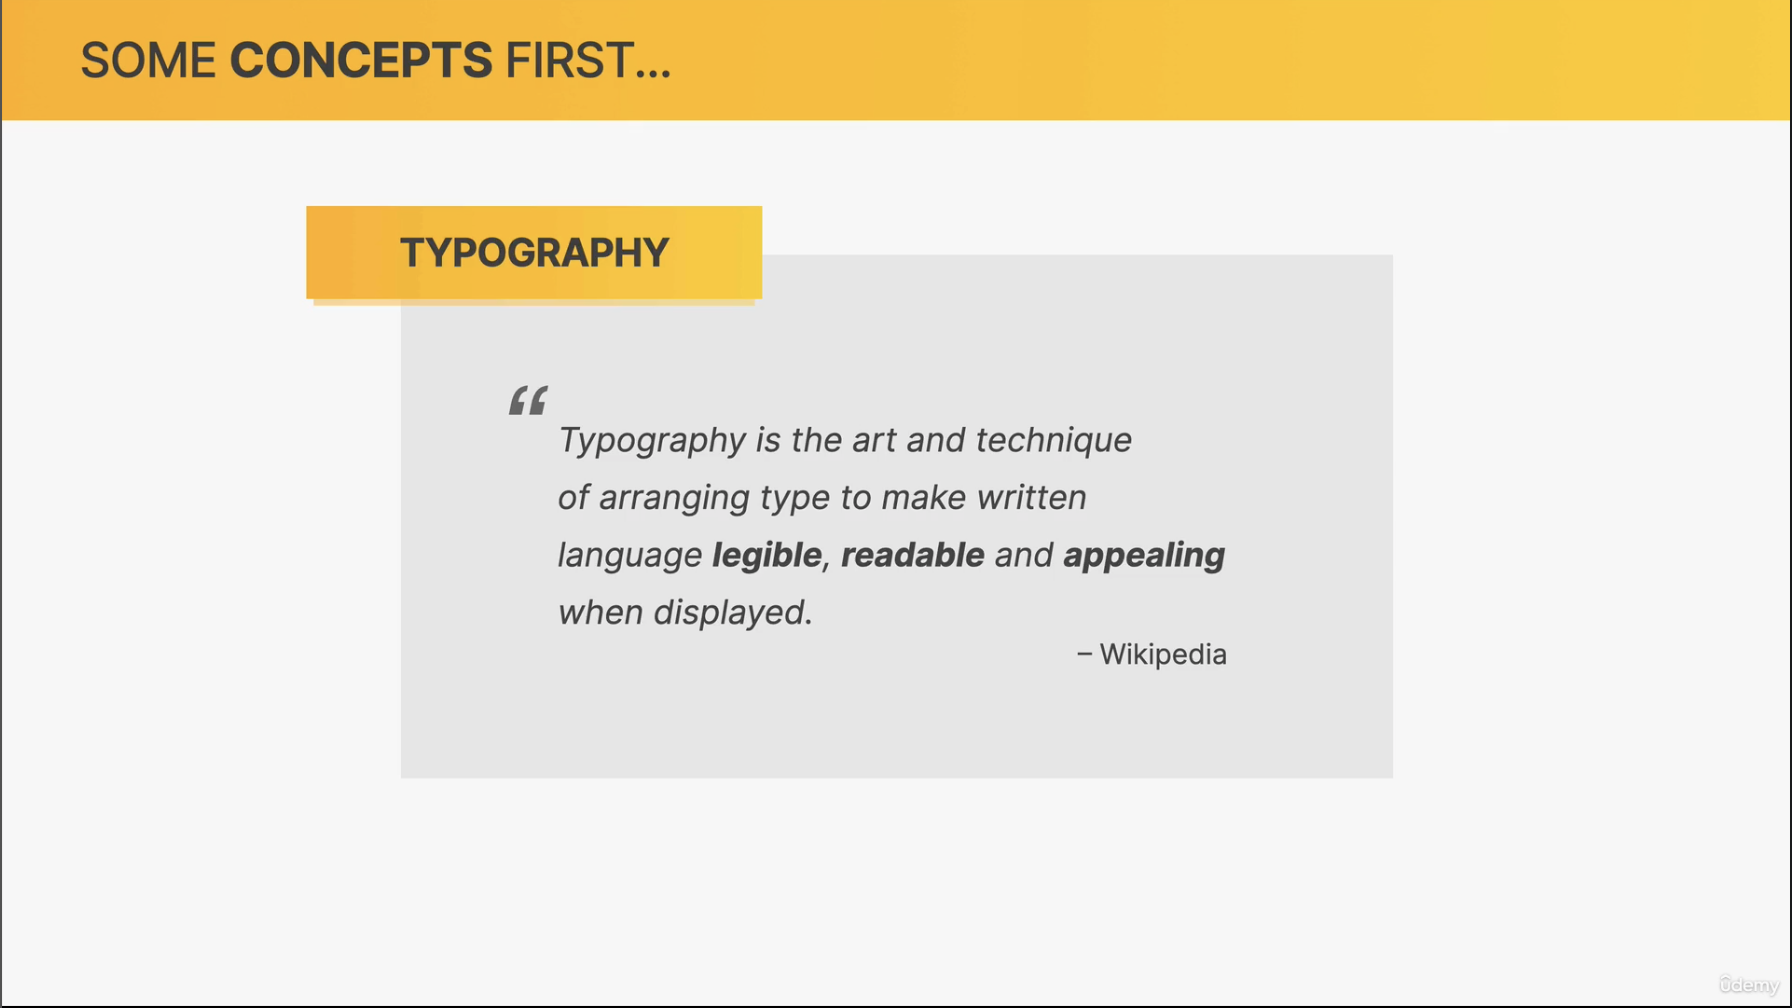 SOME CONCEPTS FIRST...
TYPOGRAPHY
“
Typography is the art and technique
of arranging type to make written
language legible, readable and appealing
when displayed.
– Wikipedia
ûdemy